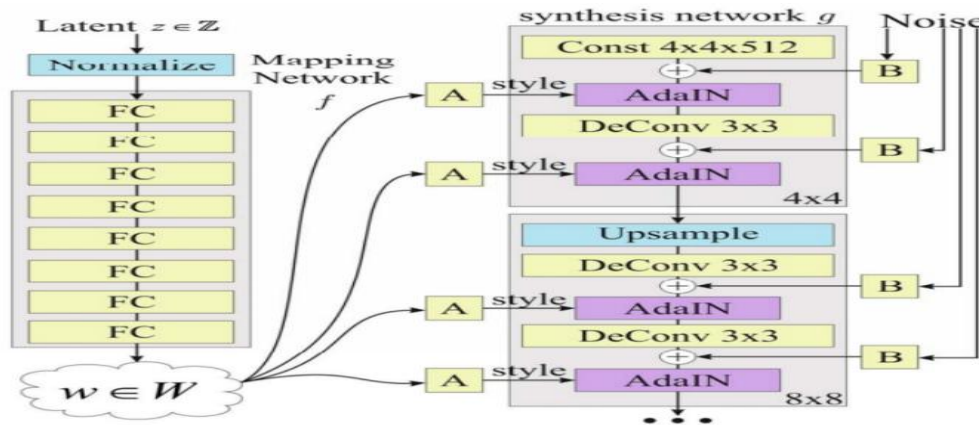 Latent z ∈ ℤ
Normalize
Mapping
Network
f
FC
FC
FC
FC
FC
FC
FC
FC
w ∈ W
A
style
A
style
A
style
A
style
synthesis network g
Const 4x4x512
AdaIN
DeConv 3x3
AdaIN
4x4
Upsample
DeConv 3x3
AdaIN
DeConv 3x3
AdaIN
8x8
Noise
B
B
B
B